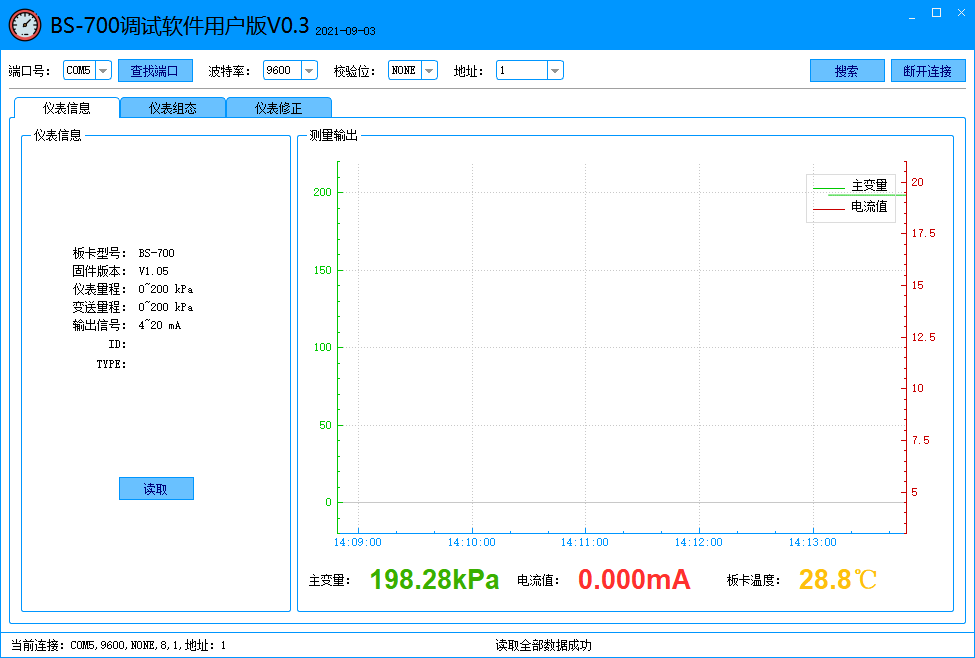 BS-700调试软件用户版V0.3 2021-09-03
端口号： COM5 查找端口 波特率： 9600 校验位： NONE 地址： 1 搜索 断开连接
仪表信息 仪表组态 仪表修正
仪表信息
板卡型号： BS-700
固件版本： V1.05
仪表量程： 0~200 kPa
变送量程： 0~200 kPa
输出信号： 4~20 mA
ID:
TYPE:
读取
测量输出
主变量
电流值
200
150
100
50
0
20
17.5
15
12.5
10
7.5
5
14:09:00 14:10:00 14:11:00 14:12:00 14:13:00
主变量： 198.28kPa 电流值： 0.000mA 板卡温度： 28.8℃
当前连接：COM5,9600,NONE,8,1,地址：1 读取全部数据成功